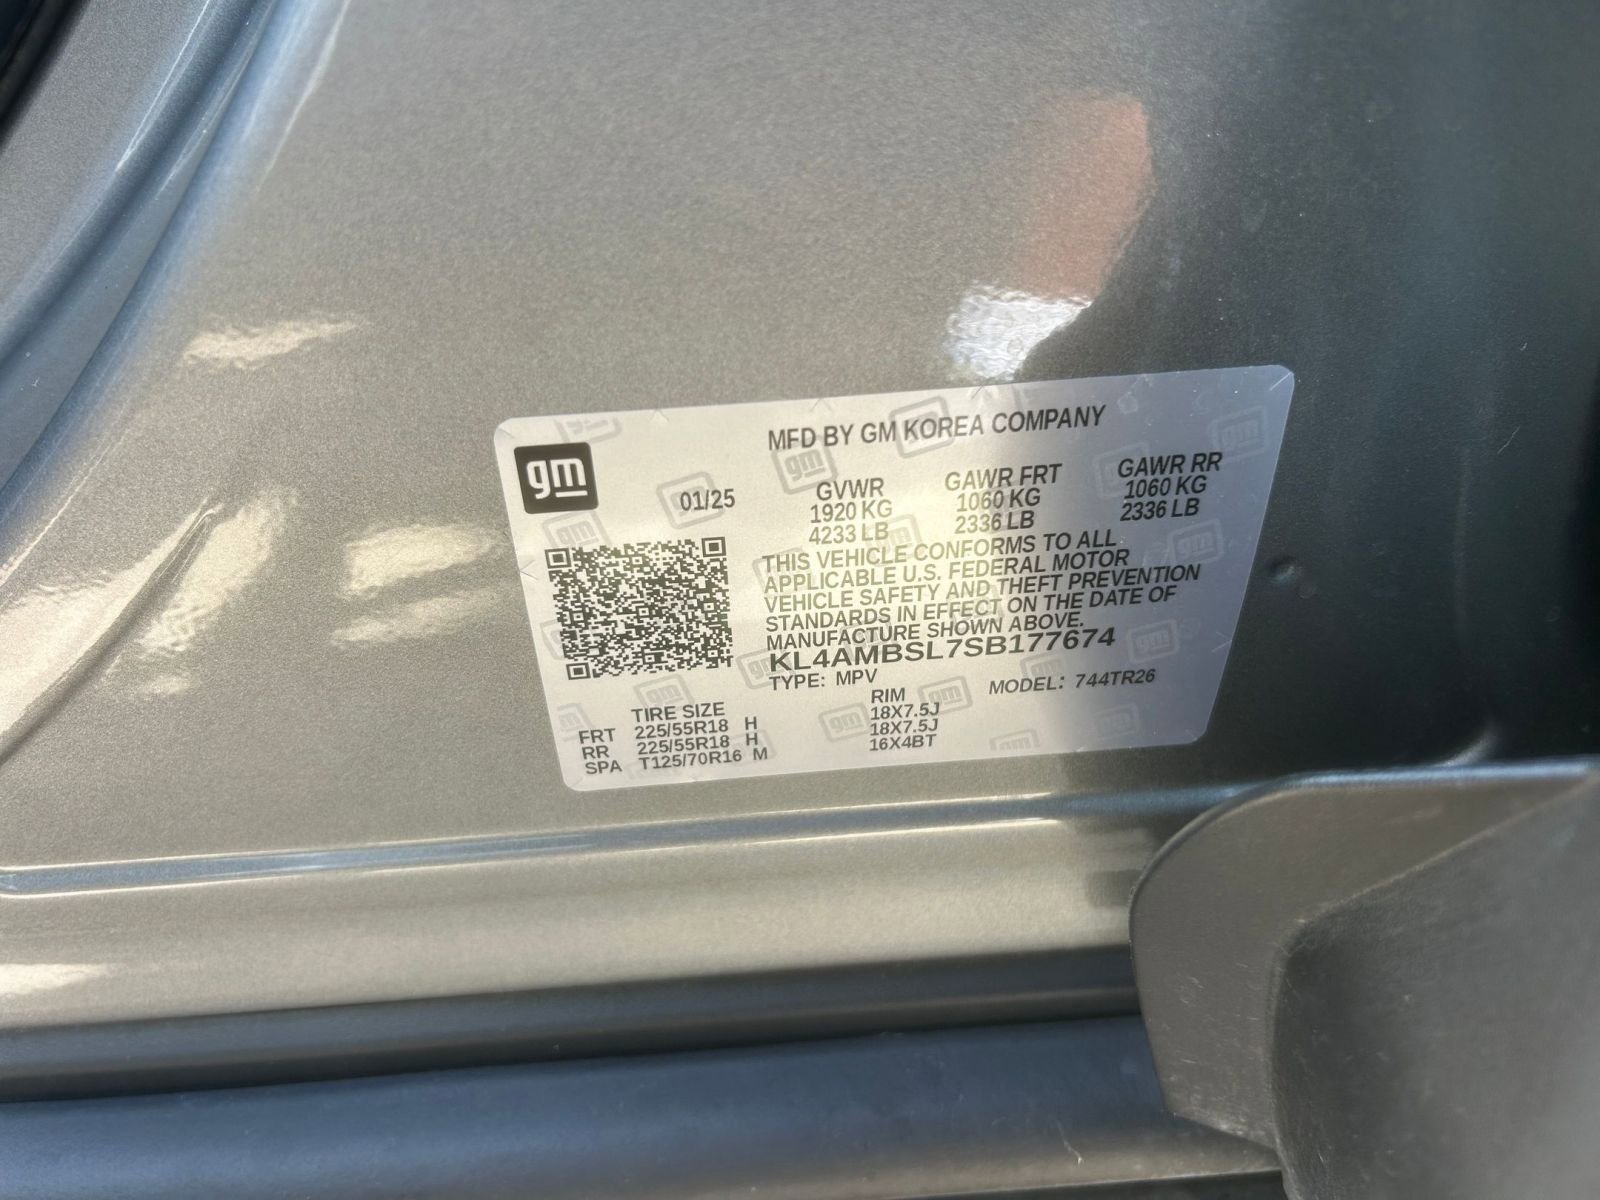 gm
MFD BY GM KOREA COMPANY
01/25
GVWR GAWR FRT GAWR RR
1920 KG 1060 KG 1060 KG
4233 LB 2336 LB 2336 LB
THIS VEHICLE CONFORMS TO ALL
APPLICABLE U.S. FEDERAL MOTOR
VEHICLE SAFETY AND THEFT PREVENTION
STANDARDS IN EFFECT ON THE DATE OF
MANUFACTURE SHOWN ABOVE.
KL4AMBSL7SB177674
TYPE: MPV MODEL: 744TR26
TIRE SIZE RIM
FRT 225/55R18 H 18X7.5J
RR 225/55R18 H 18X7.5J
SPA T125/70R16 M 16X4BT